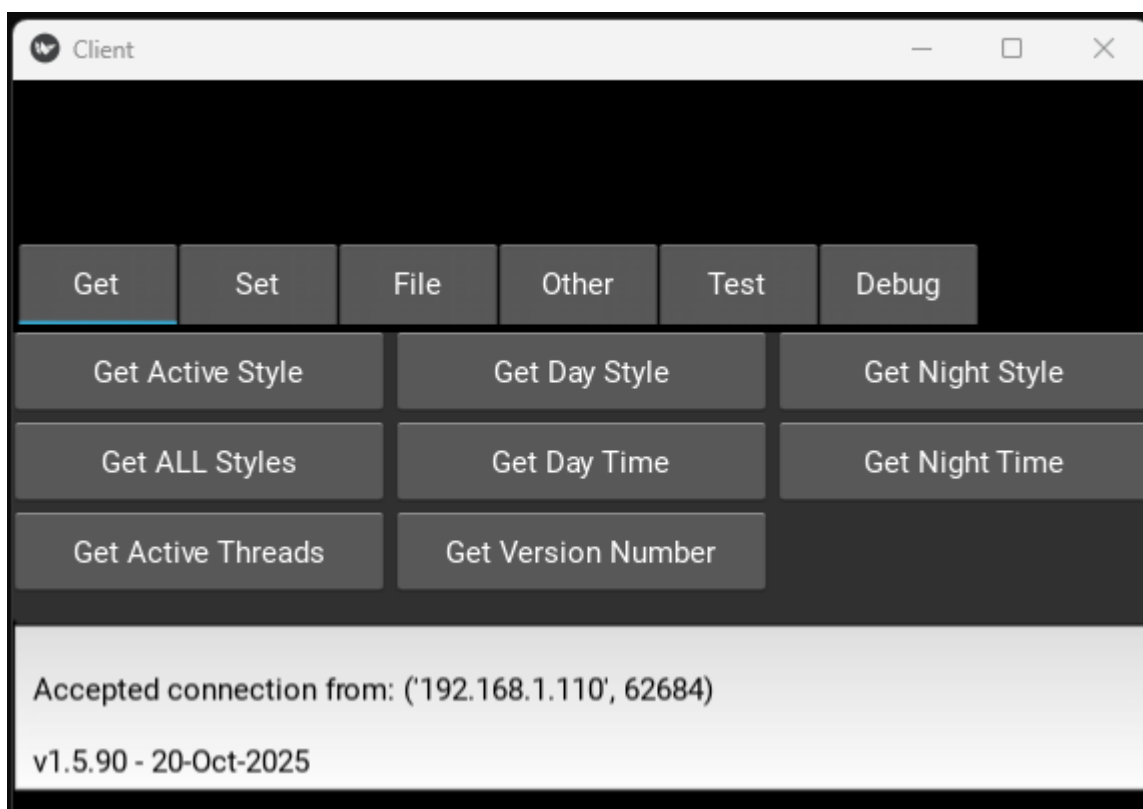 Client
Get Set File Other Test Debug
Get Active Style Get Day Style Get Night Style
Get ALL Styles Get Day Time Get Night Time
Get Active Threads Get Version Number
Accepted connection from: ('192.168.1.110', 62684)
v1.5.90 - 20-Oct-2025